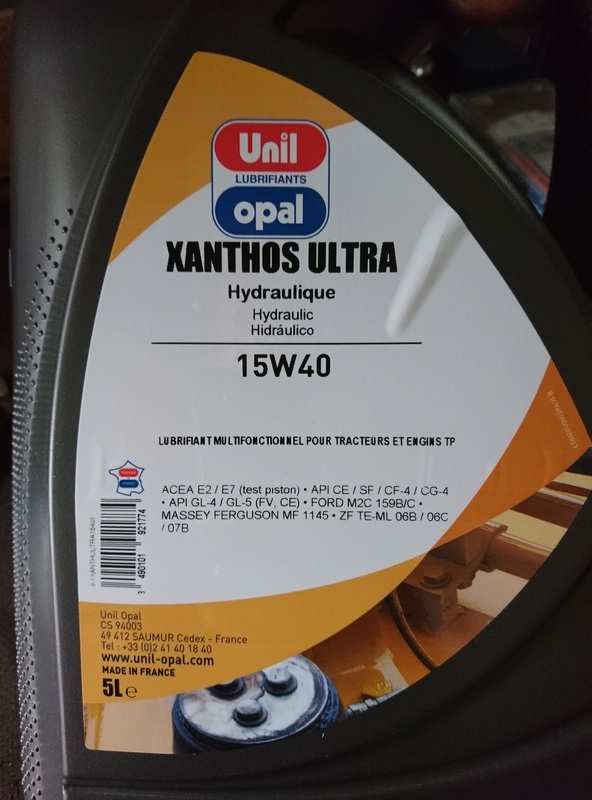 Unil
LUBRIFIANTS
opal
XANTHOS ULTRA
Hydraulique
Hydraulic
Hidráulico
15W40
LUBRIFIANT MULTIFONCTIONNEL POUR TRACTEURS ET ENGINS TP
ACEA E2 / E7 (test piston) • API CE / SF / CF-4 / CG-4
• API GL-4 / GL-5 (FV, CE) • FORD M2C 159B/C •
MASSEY FERGUSON MF 1145 • ZF TE-ML 06B / 06C
/ 07B
3 490101 921774
Unil Opal
CS 94003
49 412 SAUMUR Cedex - France
Tel : +33 (0)2 41 40 18 40
www.unil-opal.com
MADE IN FRANCE
5L e